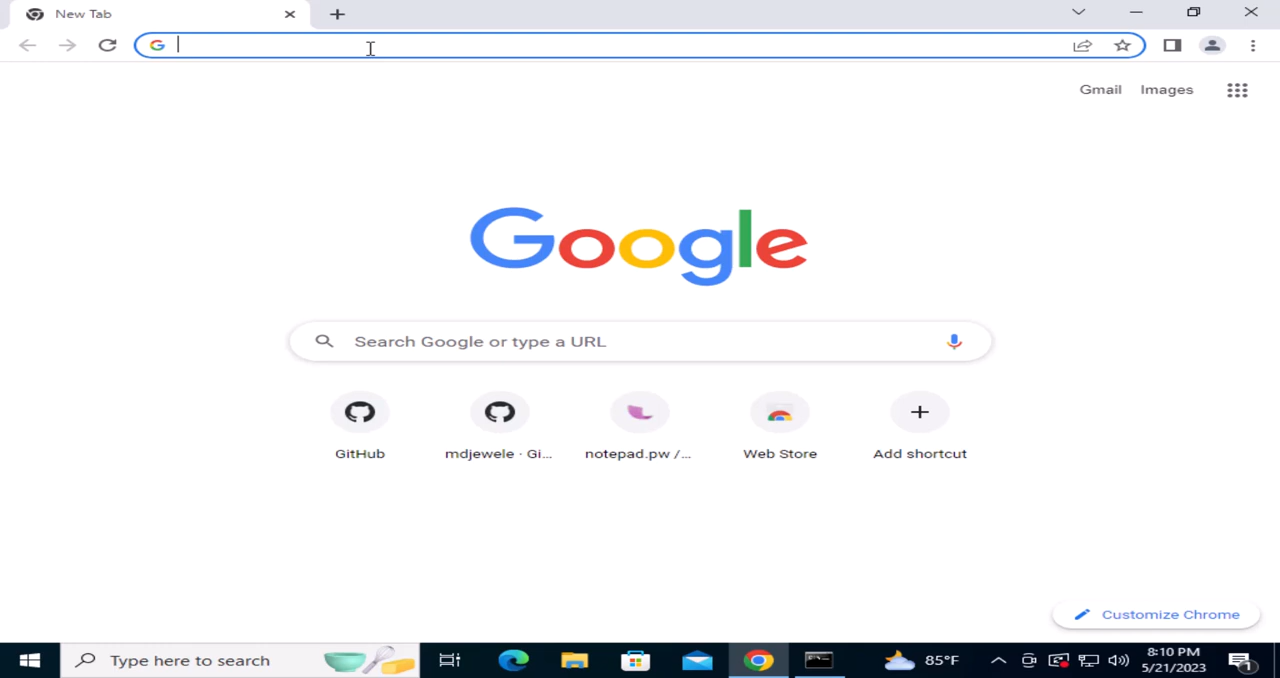 New Tab
Gmail Images
Google
Search Google or type a URL
GitHub mdjewele · Gi... notepad.pw /... Web Store Add shortcut
Customize Chrome
Type here to search 85°F 8:10 PM
5/21/2023 1